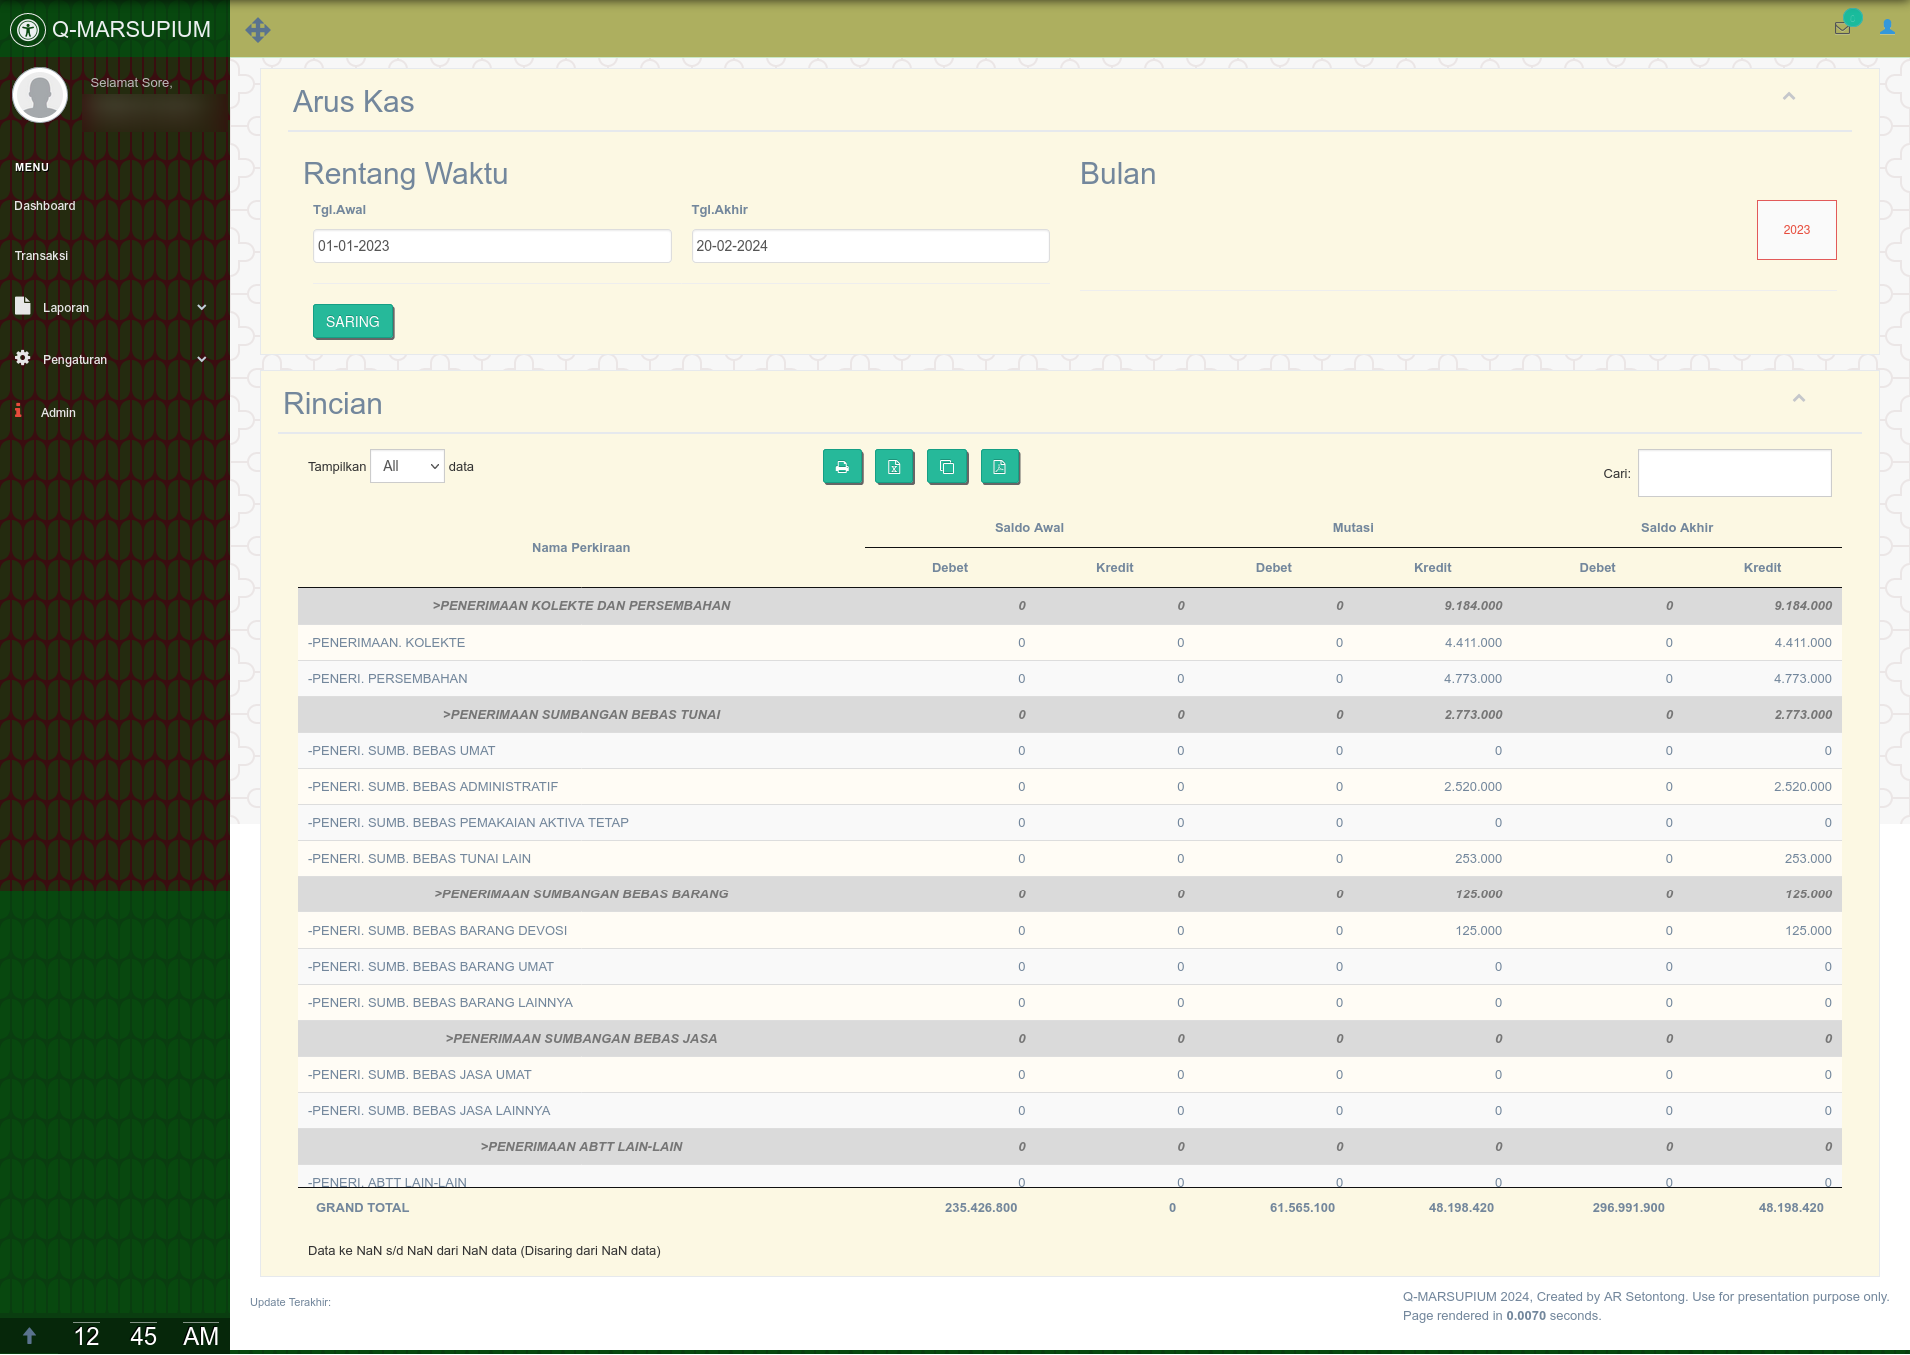 Q-MARSUPIUM
Selamat Sore,
MENU
Dashboard
Transaksi
Laporan
Pengaturan
Admin
12 45 AM
Arus Kas
Rentang Waktu
Tgl.Awal Tgl.Akhir
01-01-2023 20-02-2024
SARING
Bulan
2023
Rincian
Tampilkan All data
Cari:
Nama Perkiraan Saldo Awal Mutasi Saldo Akhir
Debet Kredit Debet Kredit Debet Kredit
>PENERIMAAN KOLEKTE DAN PERSEMBAHAN 0 0 0 9.184.000 0 9.184.000
-PENERIMAAN. KOLEKTE 0 0 0 4.411.000 0 4.411.000
-PENERI. PERSEMBAHAN 0 0 0 4.773.000 0 4.773.000
>PENERIMAAN SUMBANGAN BEBAS TUNAI 0 0 0 2.773.000 0 2.773.000
-PENERI. SUMB. BEBAS UMAT 0 0 0 0 0 0
-PENERI. SUMB. BEBAS ADMINISTRATIF 0 0 0 2.520.000 0 2.520.000
-PENERI. SUMB. BEBAS PEMAKAIAN AKTIVA TETAP 0 0 0 0 0 0
-PENERI. SUMB. BEBAS TUNAI LAIN 0 0 0 253.000 0 253.000
>PENERIMAAN SUMBANGAN BEBAS BARANG 0 0 0 125.000 0 125.000
-PENERI. SUMB. BEBAS BARANG DEVOSI 0 0 0 125.000 0 125.000
-PENERI. SUMB. BEBAS BARANG UMAT 0 0 0 0 0 0
-PENERI. SUMB. BEBAS BARANG LAINNYA 0 0 0 0 0 0
>PENERIMAAN SUMBANGAN BEBAS JASA 0 0 0 0 0 0
-PENERI. SUMB. BEBAS JASA UMAT 0 0 0 0 0 0
-PENERI. SUMB. BEBAS JASA LAINNYA 0 0 0 0 0 0
>PENERIMAAN ABTT LAIN-LAIN 0 0 0 0 0 0
-PENERI. ABTT LAIN-LAIN 0 0 0 0 0 0
GRAND TOTAL 235.426.800 0 61.565.100 48.198.420 296.991.900 48.198.420
Data ke NaN s/d NaN dari NaN data (Disaring dari NaN data)
Update Terakhir:
Q-MARSUPIUM 2024, Created by AR Setontong. Use for presentation purpose only.
Page rendered in 0.0070 seconds.